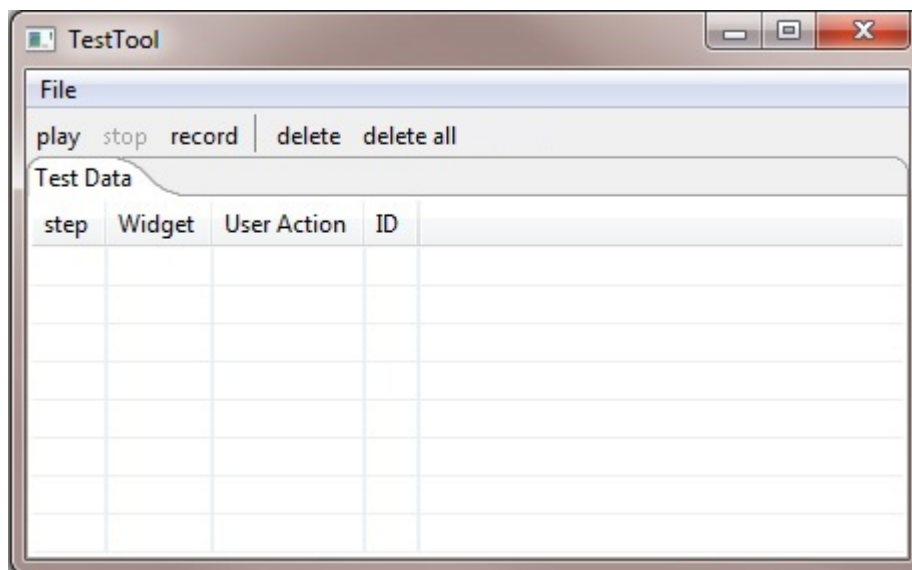 TestTool
File
play stop record delete delete all
Test Data
step Widget User Action ID